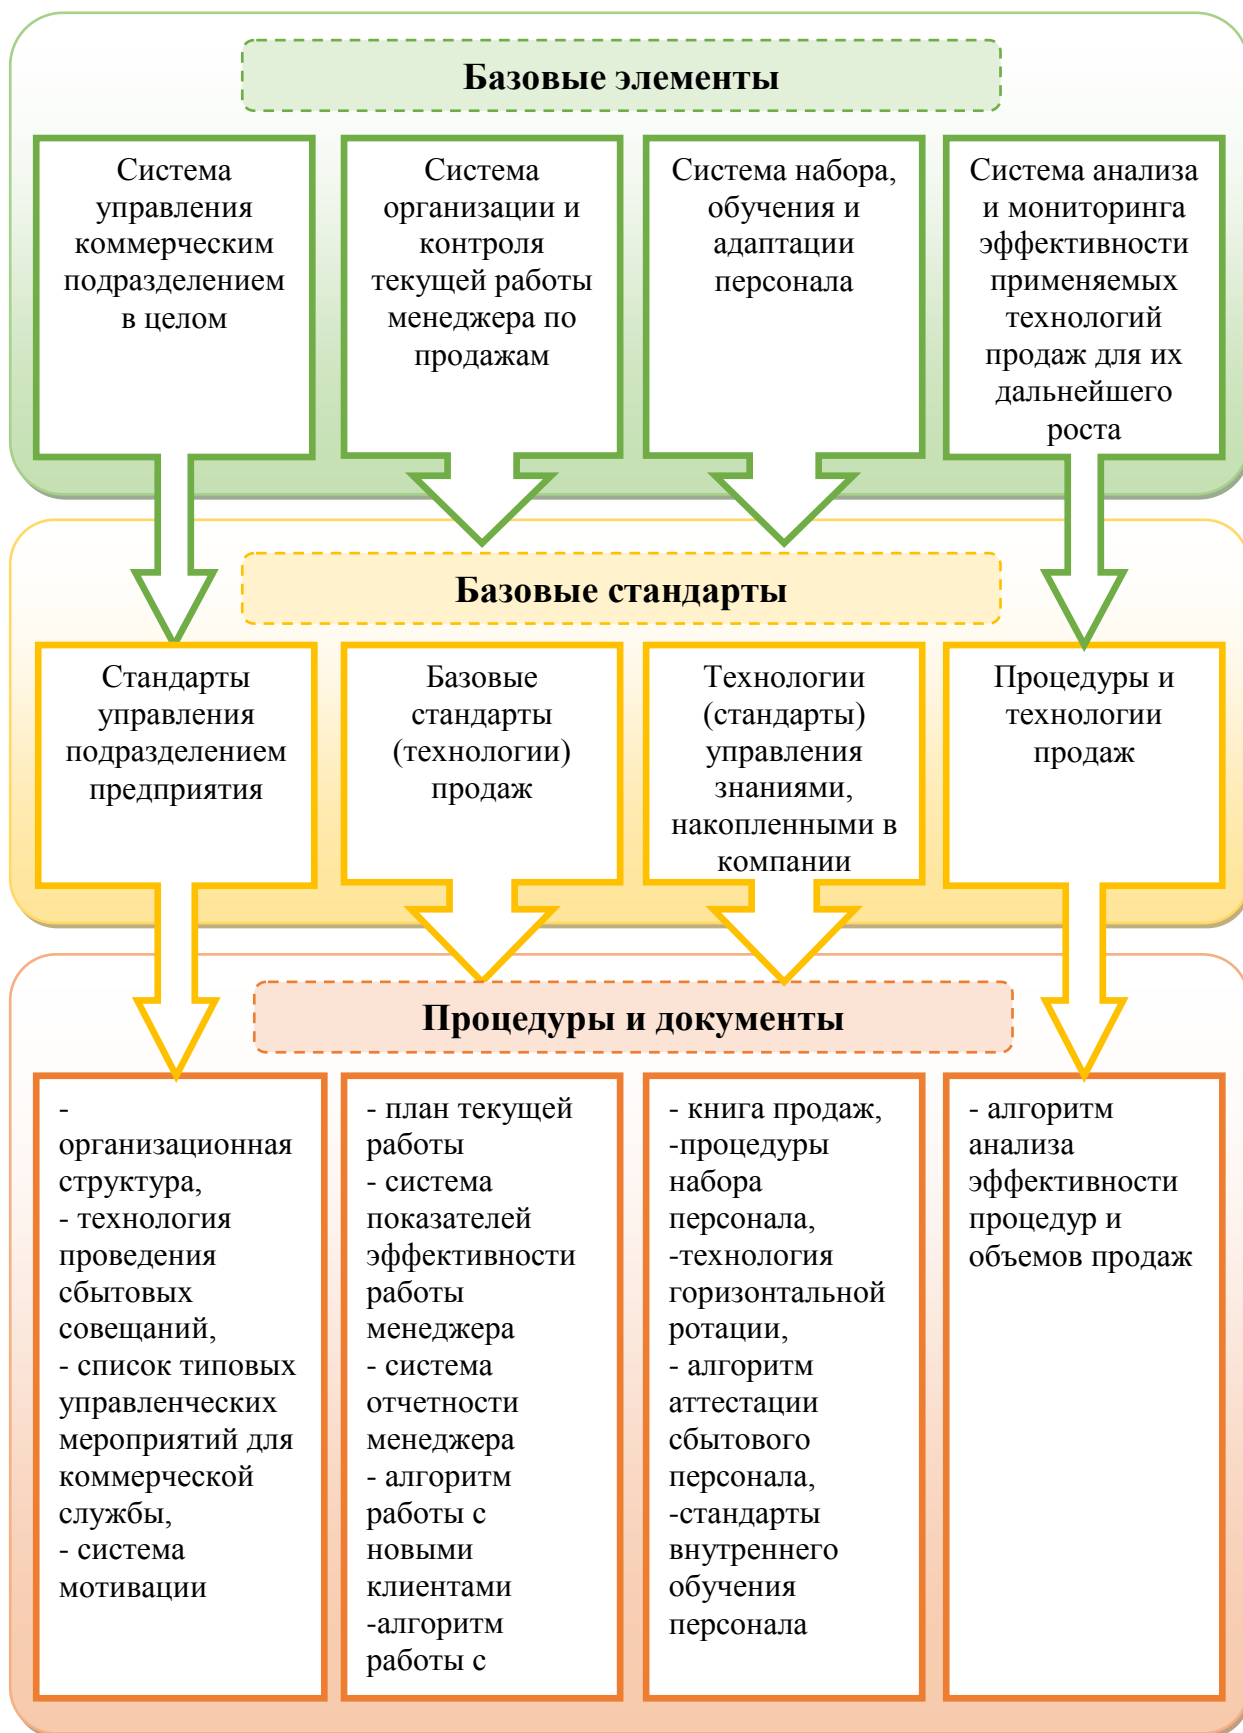 Базовые элементы
Система
управления
коммерческим
подразделением
в целом
Система
организации и
контроля
текущей работы
менеджера по
продажам
Система набора,
обучения и
адаптации
персонала
Система анализа
и мониторинга
эффективности
применяемых
технологий
продаж для их
дальнейшего
роста
Базовые стандарты
Стандарты
управления
подразделением
предприятия
Базовые
стандарты
(технологии)
продаж
Технологии
(стандарты)
управления
знаниями,
накопленными в
компании
Процедуры и
технологии
продаж
Процедуры и документы
-
организационная
структура,
- технология
проведения
сбытовых
совещаний,
- список типовых
управленческих
мероприятий для
коммерческой
службы,
- система
мотивации
- план текущей
работы
- система
показателей
эффективности
работы
менеджера
- система
отчетности
менеджера
- алгоритм
работы с
новыми
клиентами
-алгоритм
работы с
- книга продаж,
-процедуры
набора
персонала,
-технология
горизонтальной
ротации,
- алгоритм
аттестации
сбытового
персонала,
-стандарты
внутреннего
обучения
персонала
- алгоритм
анализа
эффективности
процедур и
объемов продаж